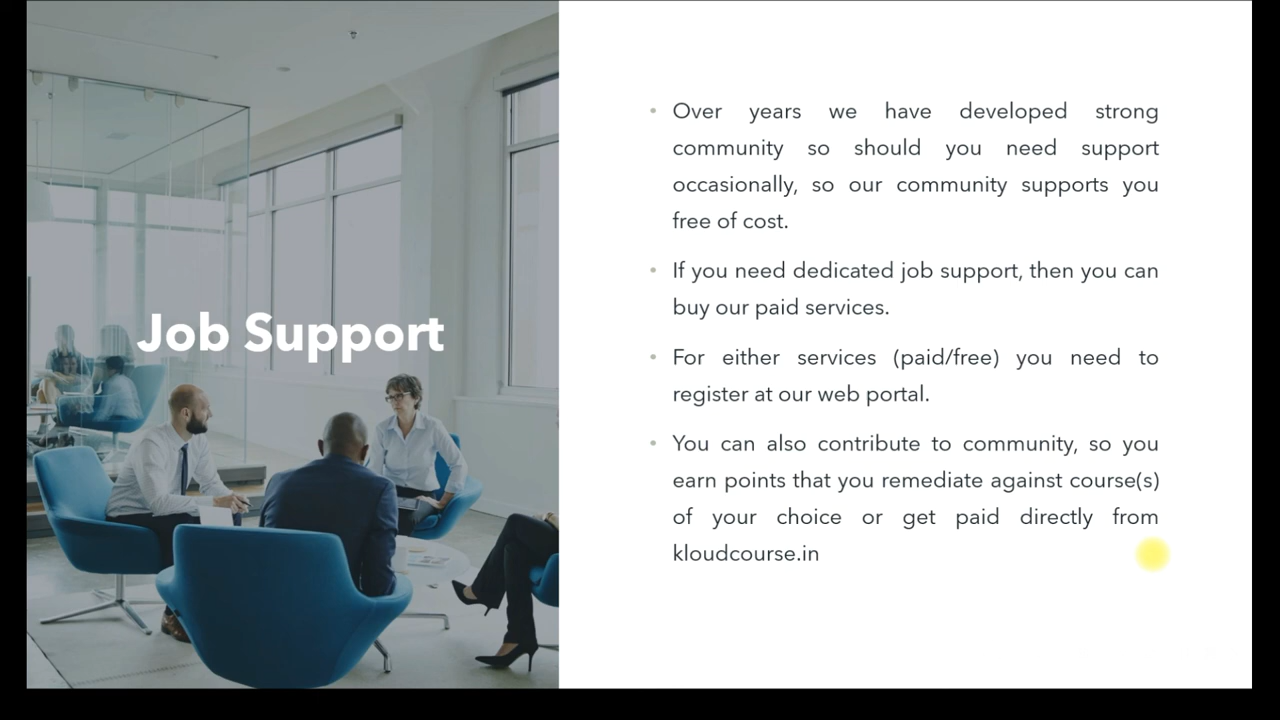 Job Support
Over years we have developed strong
community so should you need support
occasionally, so our community supports you
free of cost.
If you need dedicated job support, then you can
buy our paid services.
For either services (paid/free) you need to
register at our web portal.
You can also contribute to community, so you
earn points that you remediate against course(s)
of your choice or get paid directly from
kloudcourse.in